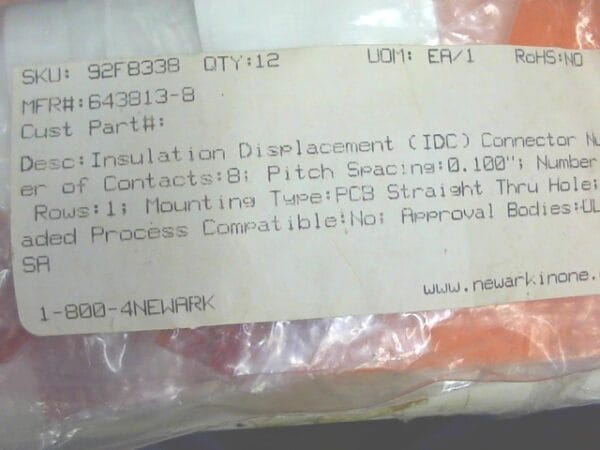 SKU: 92F8338 QTY:12 UOM: EA/1 RoHS:NO
MFR#:643813-8
Cust Part#:
Desc:Insulation Displacement (IDC) Connector Nu
er of Contacts:8; Pitch Spacing:0.100"; Number
Rows:1; Mounting Type:PCB Straight Thru Hole;
aded Process Compatible:No; Approval Bodies:UL
SA
1-800-4NEWARK www.newarkinone.